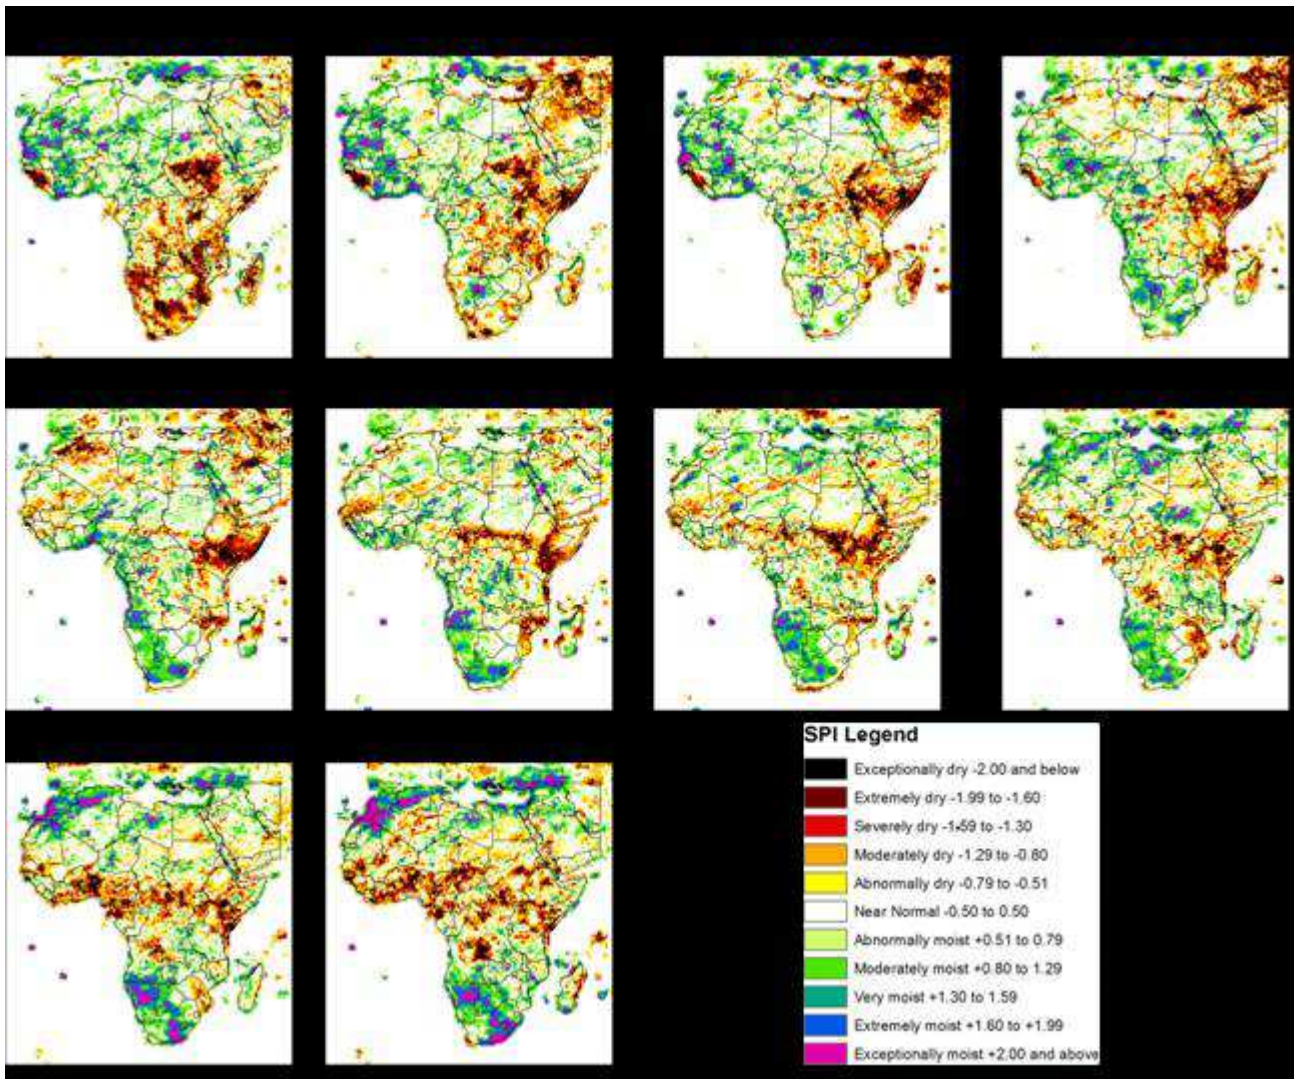 SPI Legend
Exceptionally dry -2.00 and below
Extremely dry -1.99 to -1.60
Severely dry -1.59 to -1.30
Moderately dry -1.29 to -0.80
Abnormally dry -0.79 to -0.51
Near Normal -0.50 to 0.50
Abnormally moist +0.51 to 0.79
Moderately moist +0.80 to 1.29
Very moist +1.30 to 1.59
Extremely moist +1.60 to +1.99
Exceptionally moist +2.00 and above